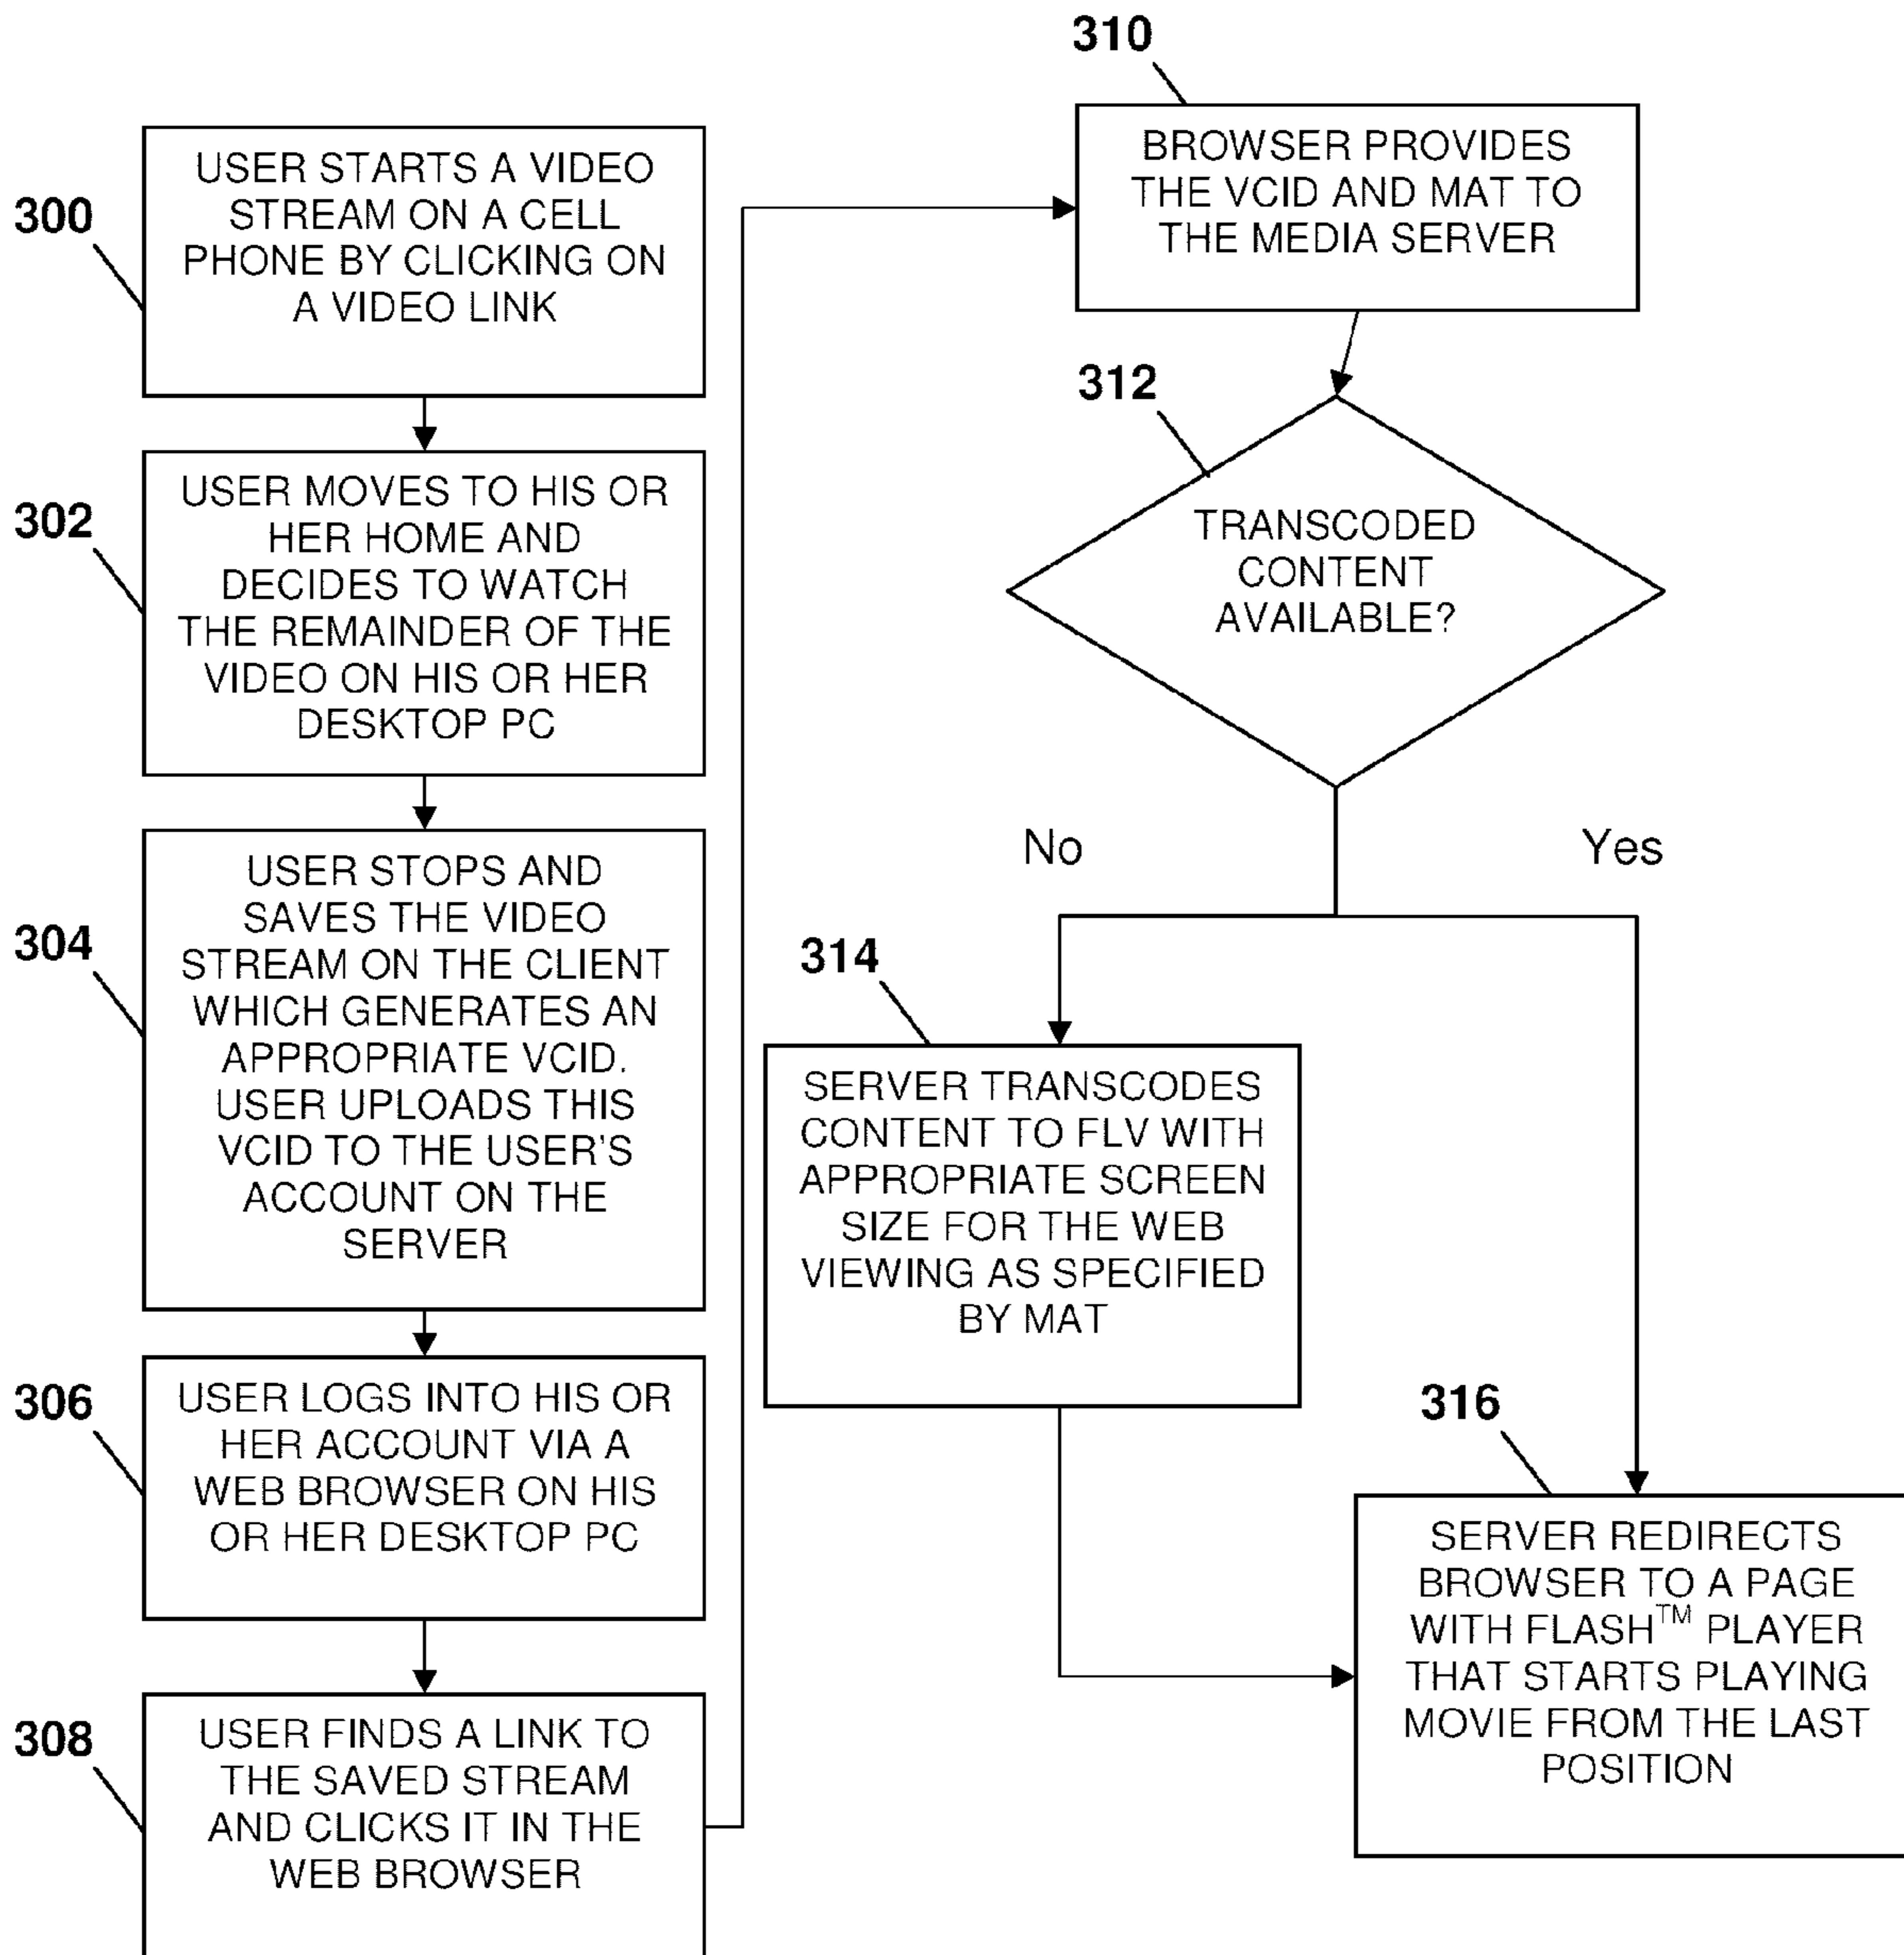 300
USER STARTS A VIDEO
STREAM ON A CELL
PHONE BY CLICKING ON
A VIDEO LINK
302
USER MOVES TO HIS OR
HER HOME AND
DECIDES TO WATCH
THE REMAINDER OF THE
VIDEO ON HIS OR HER
DESKTOP PC
304
USER STOPS AND
SAVES THE VIDEO
STREAM ON THE CLIENT
WHICH GENERATES AN
APPROPRIATE VCID.
USER UPLOADS THIS
VCID TO THE USER'S
ACCOUNT ON THE
SERVER
306
USER LOGS INTO HIS OR
HER ACCOUNT VIA A
WEB BROWSER ON HIS
OR HER DESKTOP PC
308
USER FINDS A LINK TO
THE SAVED STREAM
AND CLICKS IT IN THE
WEB BROWSER
310
BROWSER PROVIDES
THE VCID AND MAT TO
THE MEDIA SERVER
312
TRANSCODED
CONTENT
AVAILABLE?
No
Yes
314
SERVER TRANSCODES
CONTENT TO FLV WITH
APPROPRIATE SCREEN
SIZE FOR THE WEB
VIEWING AS SPECIFIED
BY MAT
316
SERVER REDIRECTS
BROWSER TO A PAGE
WITH FLASH™ PLAYER
THAT STARTS PLAYING
MOVIE FROM THE LAST
POSITION